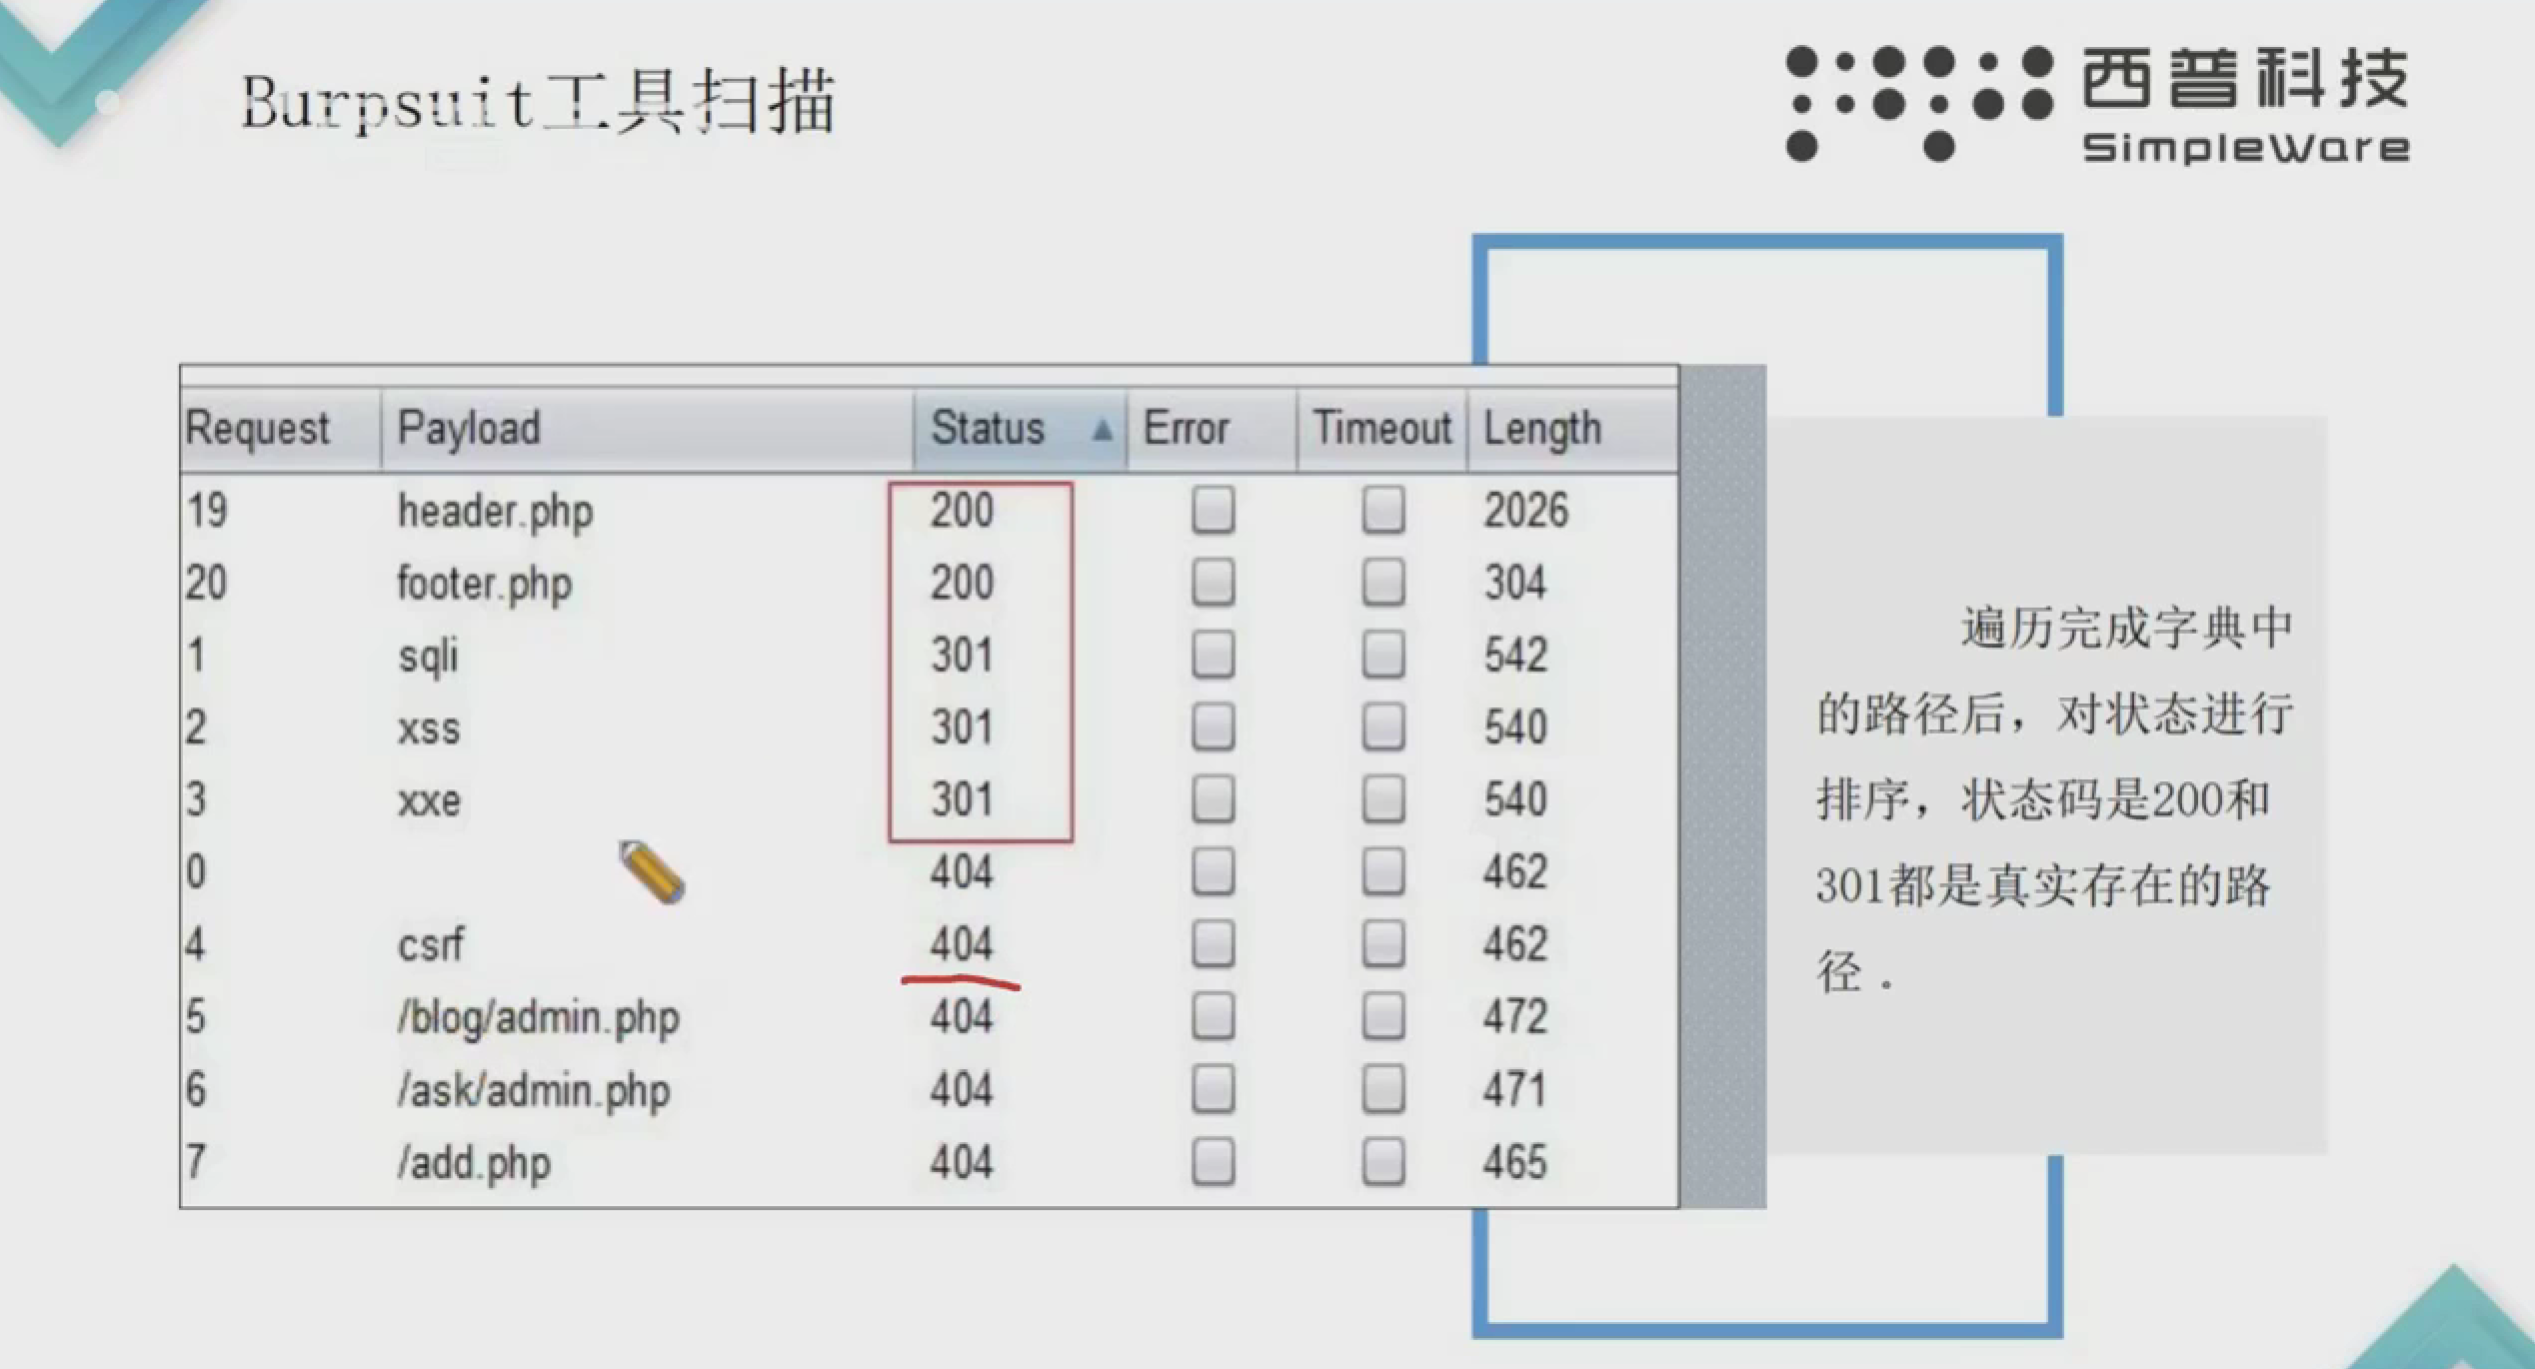 Burpsuit工具扫描
西普科技
SimpleWare
Request Payload Status Error Timeout Length
19 header.php 200 2026
20 footer.php 200 304
1 sqli 301 542
2 xss 301 540
3 xxe 301 540
0 404 462
4 csrf 404 462
5 /blog/admin.php 404 472
6 /ask/admin.php 404 471
7 /add.php 404 465
遍历完成字典中
的路径后，对状态进行
排序，状态码是200和
301都是真实存在的路
径．